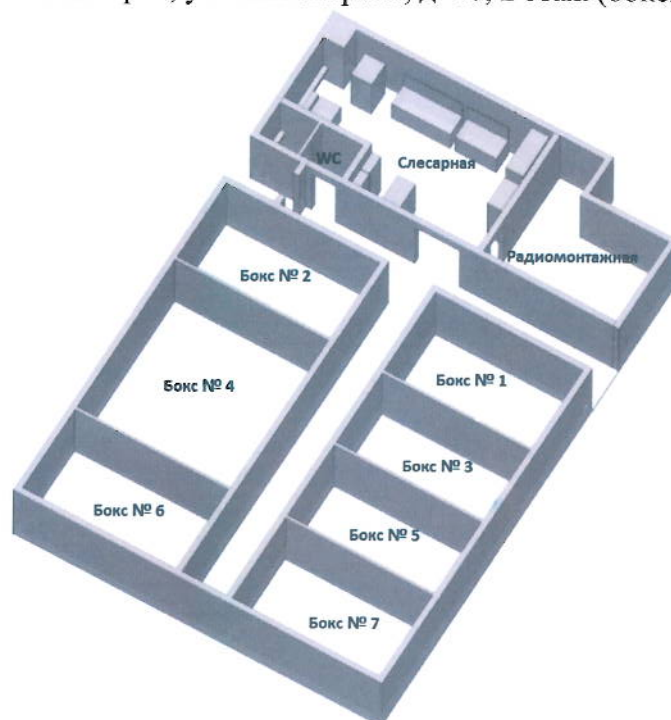 WC
Слесарная
Радиомонтажная
Бокс № 2
Бокс № 1
Бокс № 4
Бокс № 3
Бокс № 6
Бокс № 5
Бокс № 7